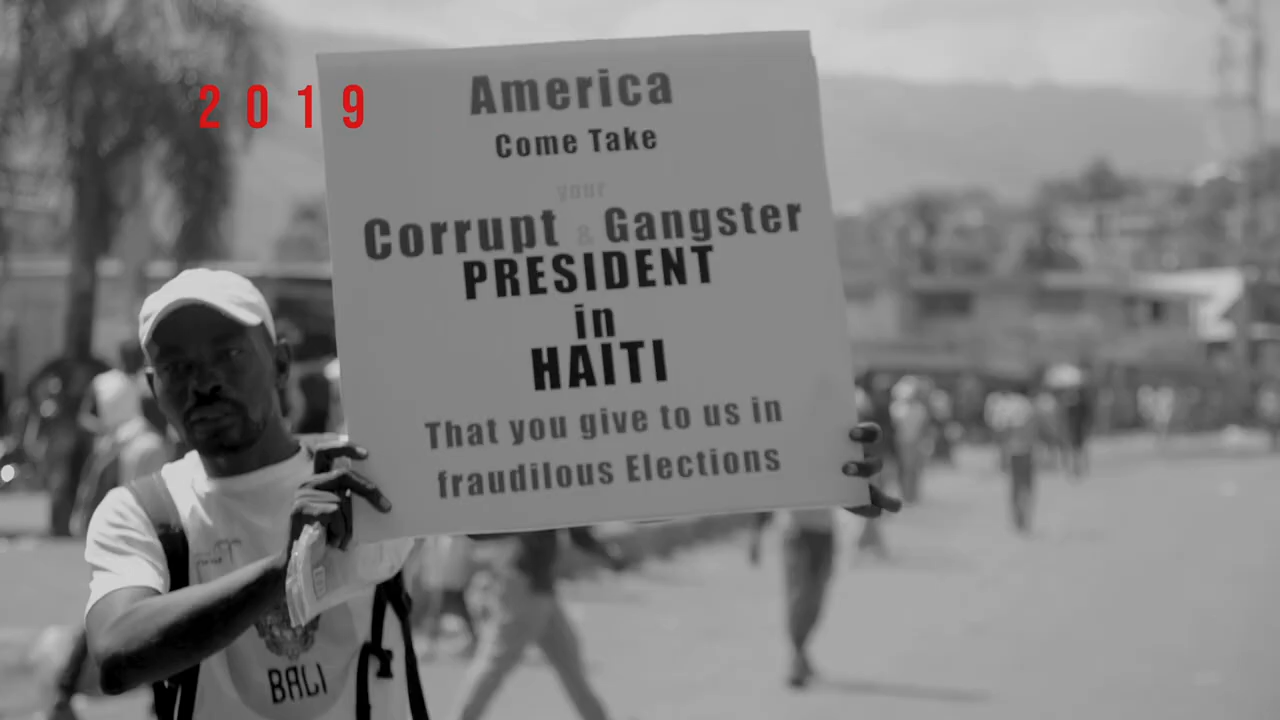 2019
America
Come Take
your
Corrupt & Gangster
PRESIDENT
in
HAITI
That you give to us in
fraudilous Elections
BALI